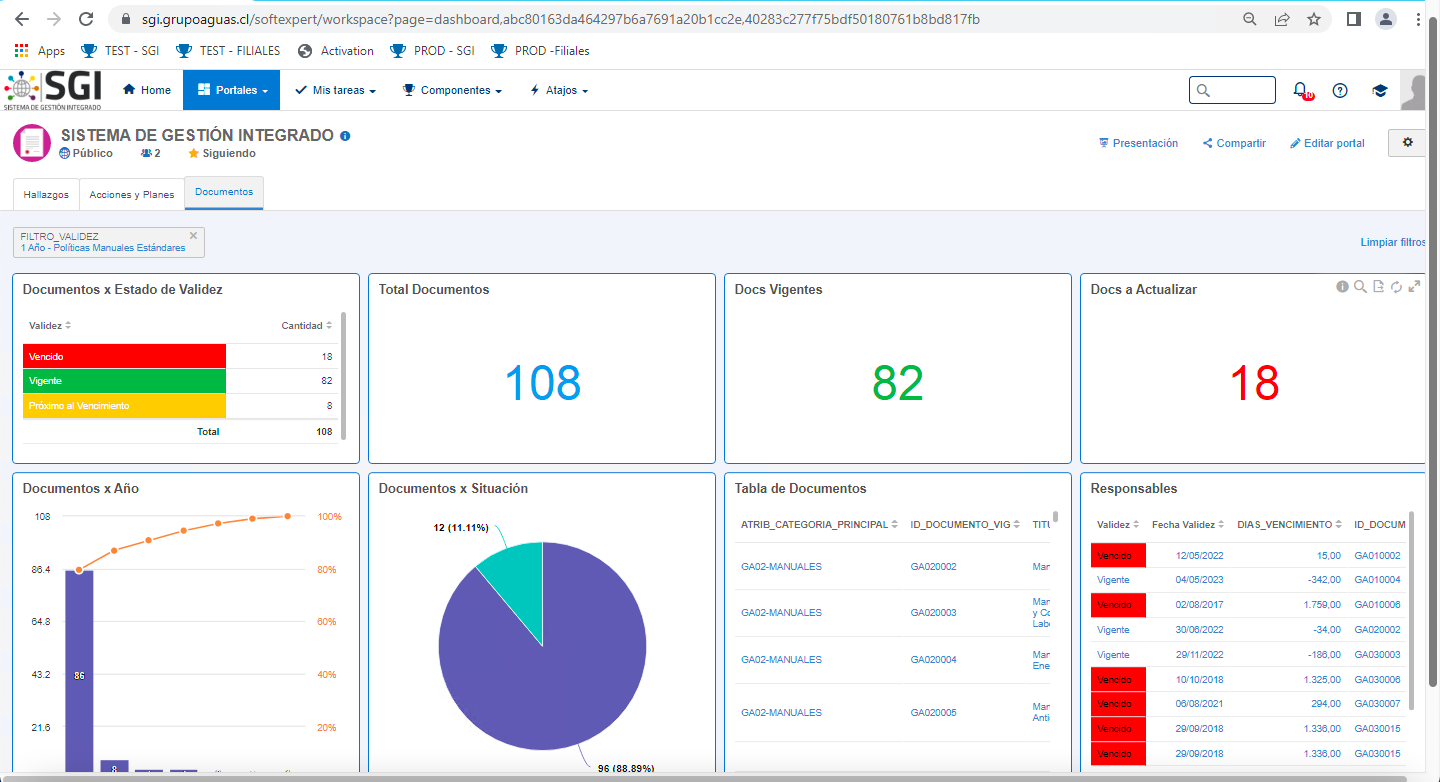 sgi.grupoaguas.cl/softexpert/workspace?page=dashboard,abc80163da464297b6a7691a20b1cc2e,40283c277f75bdf50180761b8bd817fb
Apps TEST - SGI TEST - FILIALES Activation PROD - SGI PROD -Filiales
SGI
SISTEMA DE GESTIÓN INTEGRADO
Home Portales Mis tareas Componentes Atajos
10
SISTEMA DE GESTIÓN INTEGRADO
Público 2 Siguiendo
Presentación Compartir Editar portal
Hallazgos Acciones y Planes Documentos
FILTRO_VALIDEZ
1 Año - Políticas Manuales Estándares
Limpiar filtros
Documentos x Estado de Validez
Validez Cantidad
Vencido 18
Vigente 82
Próximo al Vencimiento 8
Total 108
Total Documentos
108
Docs Vigentes
82
Docs a Actualizar
18
Documentos x Año
108 100%
86.4 80%
64.8 60%
43.2 40%
86
21.6 20%
8
Documentos x Situación
12 (11.11%)
96 (88.89%)
Tabla de Documentos
ATRIB_CATEGORIA_PRINCIPAL ID_DOCUMENTO_VIG TITU
GA02-MANUALES GA020002 Man
GA02-MANUALES GA020003 Man
y Co
Labo
GA02-MANUALES GA020004 Man
Ene
GA02-MANUALES GA020005 Man
Anti
Responsables
Validez Fecha Validez DIAS_VENCIMIENTO ID_DOCUM
Vencido 12/05/2022 15,00 GA010002
Vigente 04/05/2023 -342,00 GA010004
Vencido 02/08/2017 1.759,00 GA010006
Vigente 30/06/2022 -34,00 GA020002
Vigente 29/11/2022 -186,00 GA030003
Vencido 10/10/2018 1.325,00 GA030006
Vencido 06/08/2021 294,00 GA030007
Vencido 29/09/2018 1.336,00 GA030015
Vencido 29/09/2018 1.336,00 GA030015